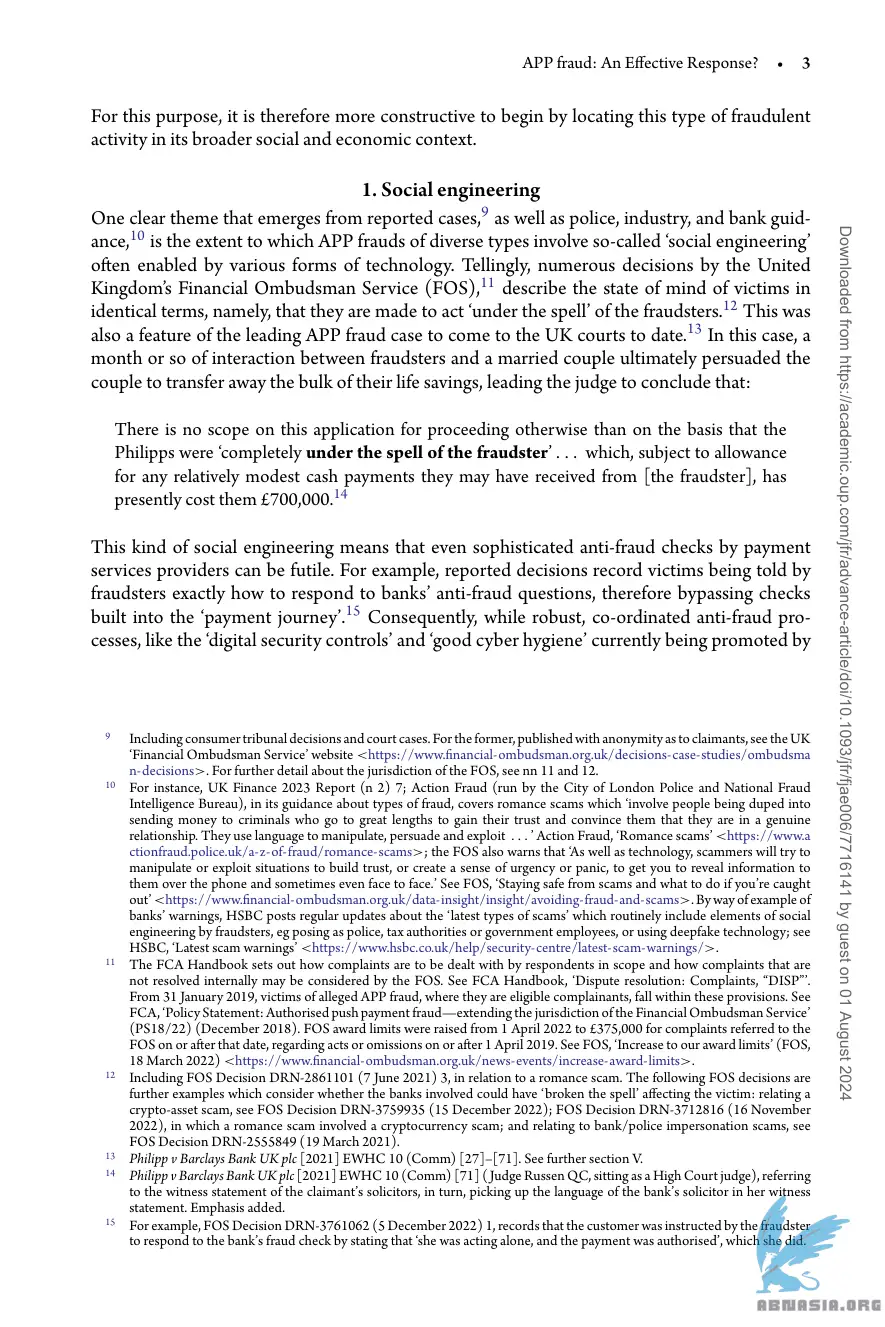 APP fraud: An Effective Response? • 3
For this purpose, it is therefore more constructive to begin by locating this type of fraudulent
activity in its broader social and economic context.
1. Social engineering
One clear theme that emerges from reported cases,9 as well as police, industry, and bank guid-
ance,10 is the extent to which APP frauds of diverse types involve so-called ‘social engineering’
often enabled by various forms of technology. Tellingly, numerous decisions by the United
Kingdom’s Financial Ombudsman Service (FOS),11 describe the state of mind of victims in
identical terms, namely, that they are made to act ‘under the spell’ of the fraudsters.12 This was
also a feature of the leading APP fraud case to come to the UK courts to date.13 In this case, a
month or so of interaction between fraudsters and a married couple ultimately persuaded the
couple to transfer away the bulk of their life savings, leading the judge to conclude that:
There is no scope on this application for proceeding otherwise than on the basis that the
Philipps were ‘completely under the spell of the fraudster’ . . . which, subject to allowance
for any relatively modest cash payments they may have received from [the fraudster], has
presently cost them £700,000.14
This kind of social engineering means that even sophisticated anti-fraud checks by payment
services providers can be futile. For example, reported decisions record victims being told by
fraudsters exactly how to respond to banks’ anti-fraud questions, therefore bypassing checks
built into the ‘payment journey’.15 Consequently, while robust, co-ordinated anti-fraud pro-
cesses, like the ‘digital security controls’ and ‘good cyber hygiene’ currently being promoted by
9 Including consumer tribunal decisions and court cases. For the former, published with anonymity as to claimants, see the UK
‘Financial Ombudsman Service’ website <https://www.financial-ombudsman.org.uk/decisions-case-studies/ombudsma
n-decisions>. For further detail about the jurisdiction of the FOS, see nn 11 and 12.
10 For instance, UK Finance 2023 Report (n 2) 7; Action Fraud (run by the City of London Police and National Fraud
Intelligence Bureau), in its guidance about types of fraud, covers romance scams which ‘involve people being duped into
sending money to criminals who go to great lengths to gain their trust and convince them that they are in a genuine
relationship. They use language to manipulate, persuade and exploit . . . ’ Action Fraud, ‘Romance scams’ <https://www.a
ctionfraud.police.uk/a-z-of-fraud/romance-scams>; the FOS also warns that ‘As well as technology, scammers will try to
manipulate or exploit situations to build trust, or create a sense of urgency or panic, to get you to reveal information to
them over the phone and sometimes even face to face.’ See FOS, ‘Staying safe from scams and what to do if you’re caught
out’ <https://www.financial-ombudsman.org.uk/data-insight/insight/avoiding-fraud-and-scams>. By way of example of
banks’ warnings, HSBC posts regular updates about the ‘latest types of scams’ which routinely include elements of social
engineering by fraudsters, eg posing as police, tax authorities or government employees, or using deepfake technology; see
HSBC, ‘Latest scam warnings’ <https://www.hsbc.co.uk/help/security-centre/latest-scam-warnings/>.
11 The FCA Handbook sets out how complaints are to be dealt with by respondents in scope and how complaints that are
not resolved internally may be considered by the FOS. See FCA Handbook, ‘Dispute resolution: Complaints, “DISP”’.
From 31 January 2019, victims of alleged APP fraud, where they are eligible complainants, fall within these provisions. See
FCA, ‘Policy Statement: Authorised push payment fraud—extending the jurisdiction of the Financial Ombudsman Service’
(PS18/22) (December 2018). FOS award limits were raised from 1 April 2022 to £375,000 for complaints referred to the
FOS on or after that date, regarding acts or omissions on or after 1 April 2019. See FOS, ‘Increase to our award limits’ (FOS,
18 March 2022) <https://www.financial-ombudsman.org.uk/news-events/increase-award-limits>.
12 Including FOS Decision DRN-2861101 (7 June 2021) 3, in relation to a romance scam. The following FOS decisions are
further examples which consider whether the banks involved could have ‘broken the spell’ affecting the victim: relating a
crypto-asset scam, see FOS Decision DRN-3759935 (15 December 2022); FOS Decision DRN-3712816 (16 November
2022), in which a romance scam involved a cryptocurrency scam; and relating to bank/police impersonation scams, see
FOS Decision DRN-2555849 (19 March 2021).
13 Philipp v Barclays Bank UK plc [2021] EWHC 10 (Comm) [27]–[71]. See further section V.
14 Philipp v Barclays Bank UK plc [2021] EWHC 10 (Comm) [71] (Judge Russen QC, sitting as a High Court judge), referring
to the witness statement of the claimant’s solicitors, in turn, picking up the language of the bank’s solicitor in her witness
statement. Emphasis added.
15 For example, FOS Decision DRN-3761062 (5 December 2022) 1, records that the customer was instructed by the fraudster
to respond to the bank’s fraud check by stating that ‘she was acting alone, and the payment was authorised’, which she did.
Downloaded from https://academic.oup.com/jfr/advance-article/doi/10.1093/jfr/fjae006/7716141 by guest on 01 August 2024
ABNASIA.ORG